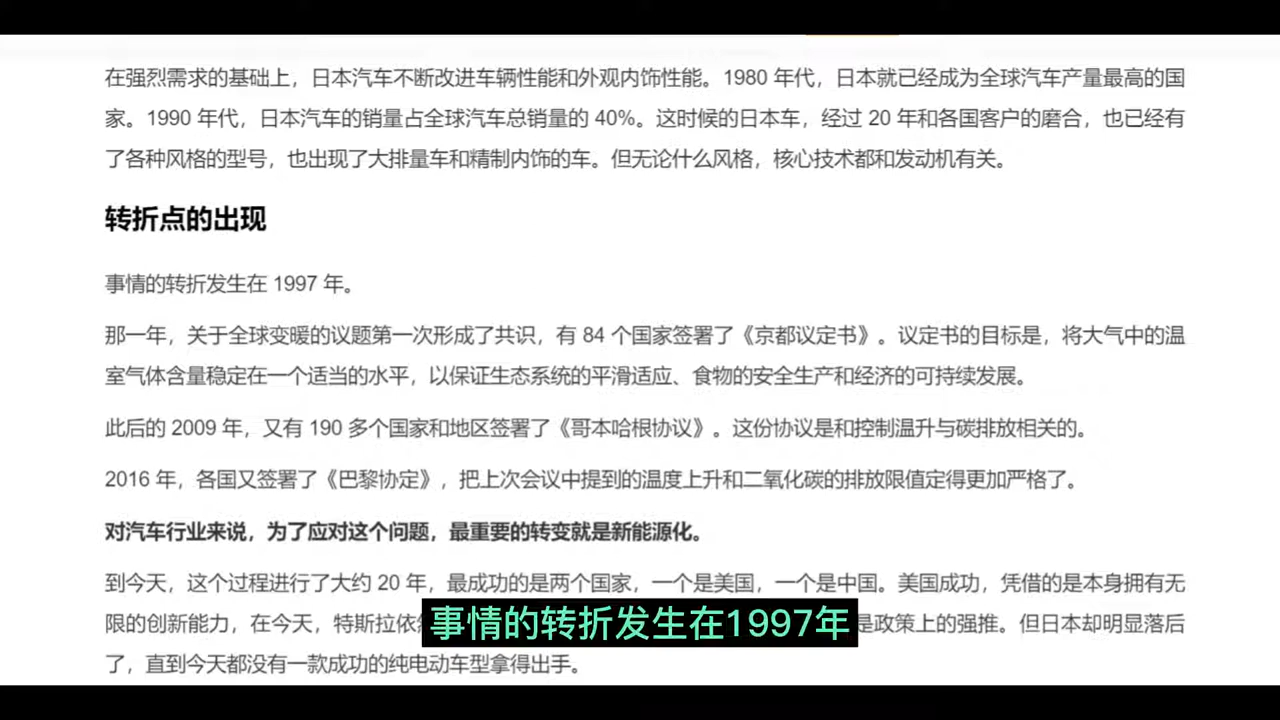 在强烈需求的基础上，日本汽车不断改进车辆性能和外观内饰性能。1980 年代，日本就已经成为全球汽车产量最高的国
家。1990 年代，日本汽车的销量占全球汽车总销量的 40%。这时候的日本车，经过 20 年和各国客户的磨合，也已经有
了各种风格的型号，也出现了大排量车和精制内饰的车。但无论什么风格，核心技术都和发动机有关。
转折点的出现
事情的转折发生在 1997 年。
那一年，关于全球变暖的议题第一次形成了共识，有 84 个国家签署了《京都议定书》。议定书的目标是，将大气中的温
室气体含量稳定在一个适当的水平，以保证生态系统的平滑适应、食物的安全生产和经济的可持续发展。
此后的 2009 年，又有 190 多个国家和地区签署了《哥本哈根协议》。这份协议是和控制温升与碳排放相关的。
2016 年，各国又签署了《巴黎协定》，把上次会议中提到的温度上升和二氧化碳的排放限值定得更加严格了。
对汽车行业来说，为了应对这个问题，最重要的转变就是新能源化。
到今天，这个过程进行了大约 20 年，最成功的是两个国家，一个是美国，一个是中国。美国成功，凭借的是本身拥有无
限的创新能力，在今天，特斯拉依 是政策上的强推。但日本却明显落后
事情的转折发生在1997年
了，直到今天都没有一款成功的纯电动车型拿得出手。